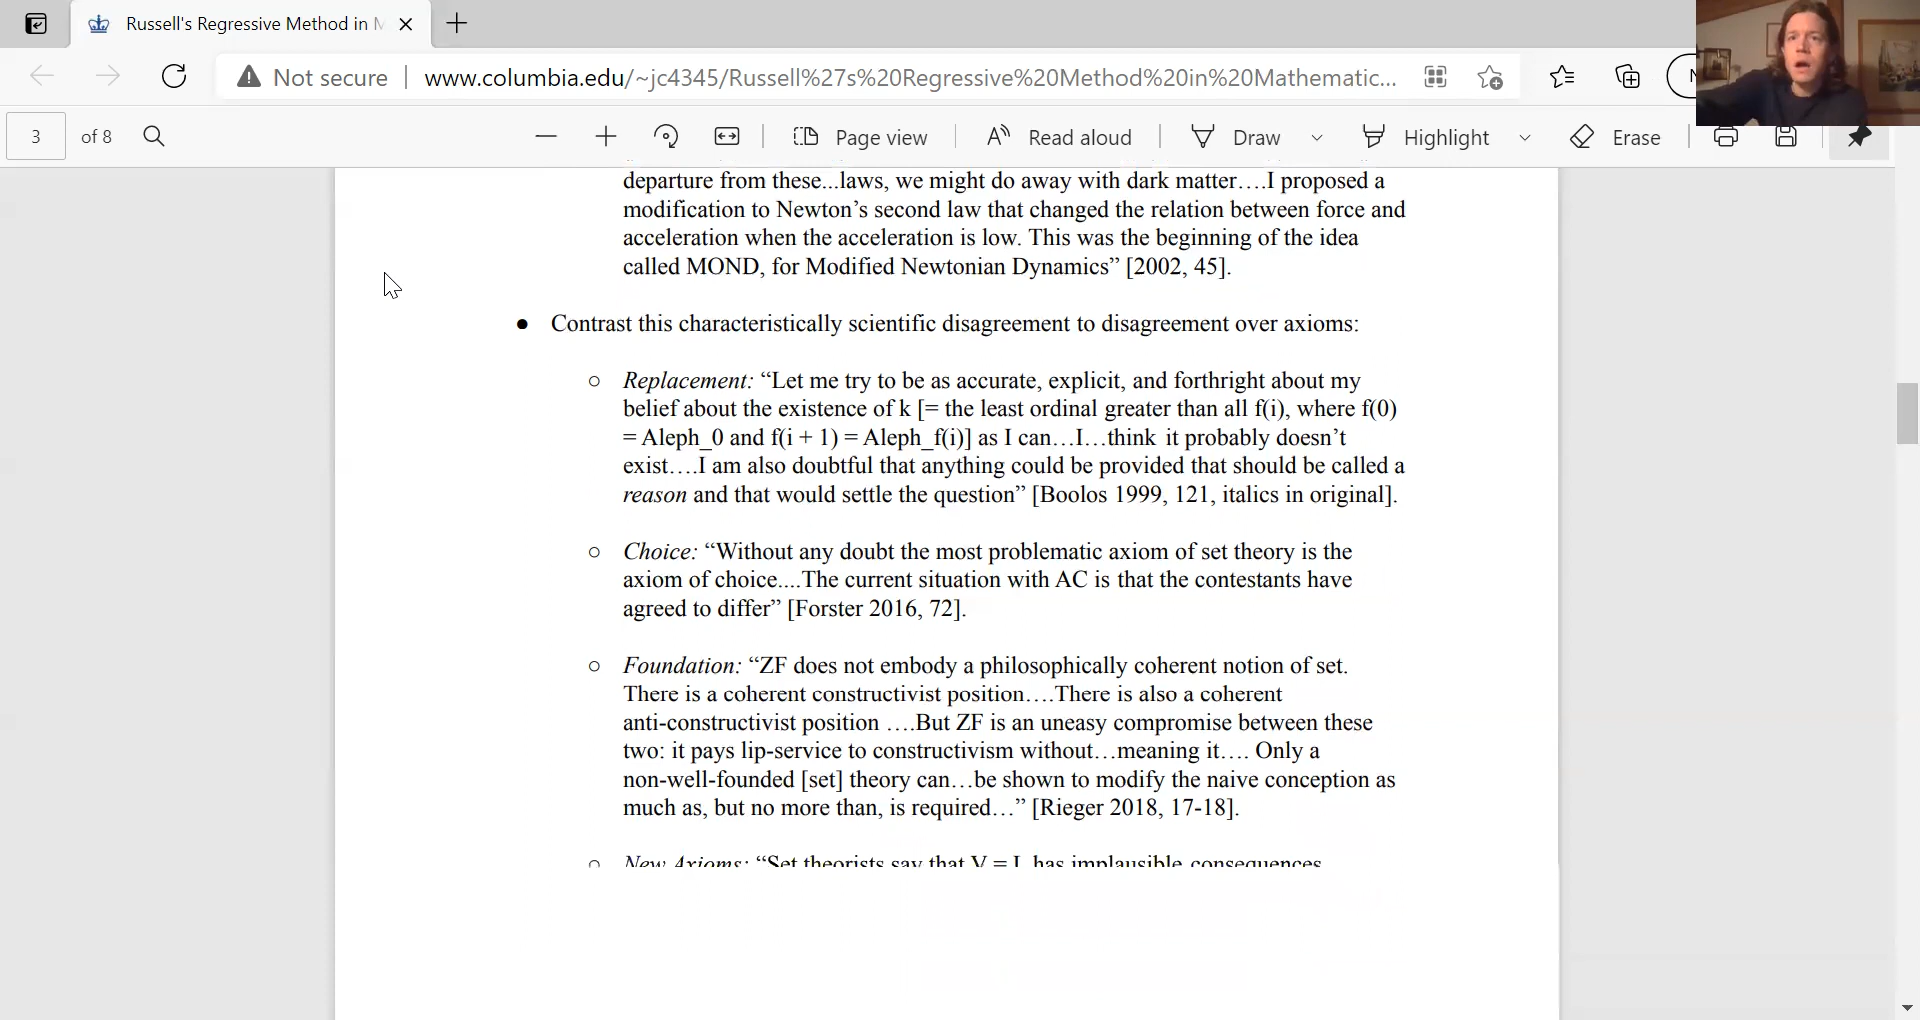 Russell's Regressive Method in M
Not secure
www.columbia.edu/~jc4345/Russell%27s%20Regressive%20Method%20in%20Mathematic...
3
of 8
Page view
Read aloud
Draw
Highlight
Erase
departure from these...laws, we might do away with dark matter….I proposed a
modification to Newton’s second law that changed the relation between force and
acceleration when the acceleration is low. This was the beginning of the idea
called MOND, for Modified Newtonian Dynamics” [2002, 45].
● Contrast this characteristically scientific disagreement to disagreement over axioms:
○ Replacement: “Let me try to be as accurate, explicit, and forthright about my
belief about the existence of k [= the least ordinal greater than all f(i), where f(0)
= Aleph_0 and f(i + 1) = Aleph_f(i)] as I can…I…think it probably doesn’t
exist….I am also doubtful that anything could be provided that should be called a
reason and that would settle the question” [Boolos 1999, 121, italics in original].
○ Choice: “Without any doubt the most problematic axiom of set theory is the
axiom of choice....The current situation with AC is that the contestants have
agreed to differ” [Forster 2016, 72].
○ Foundation: “ZF does not embody a philosophically coherent notion of set.
There is a coherent constructivist position….There is also a coherent
anti-constructivist position ….But ZF is an uneasy compromise between these
two: it pays lip-service to constructivism without…meaning it…. Only a
non-well-founded [set] theory can…be shown to modify the naive conception as
much as, but no more than, is required…” [Rieger 2018, 17-18].
○ New Axioms: “Set theorists say that V = L has implausible consequences